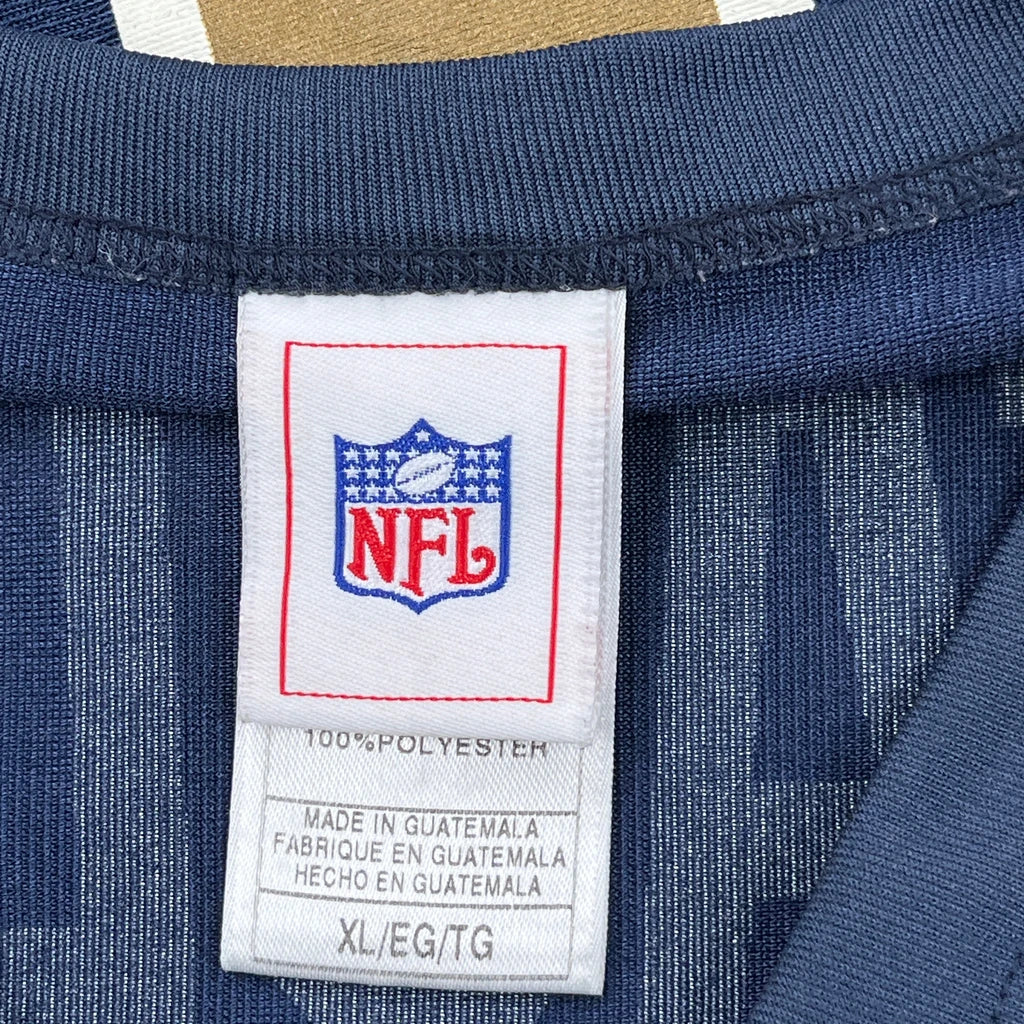 NFL
100%POLYESTER
MADE IN GUATEMALA
FABRIQUE EN GUATEMALA
HECHO EN GUATEMALA
XL/EG/TG